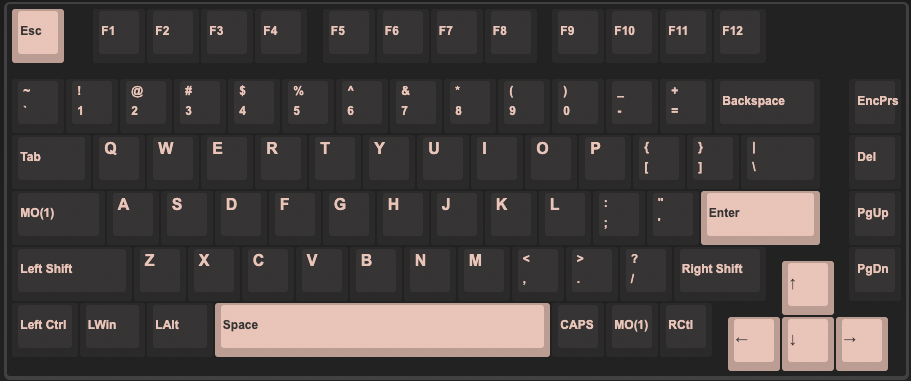 Esc F1 F2 F3 F4 F5 F6 F7 F8 F9 F10 F11 F12
~ ! @ # $ % ^ & * ( ) _ + Backspace EncPrs
` 1 2 3 4 5 6 7 8 9 0 - =
Tab Q W E R T Y U I O P { } | Del
[ ] \
MO(1) A S D F G H J K L : " Enter PgUp
; '
Left Shift Z X C V B N M < > ? Right Shift PgDn
, . /
↑
Left Ctrl LWin LAlt Space CAPS MO(1) RCtl
← ↓ →